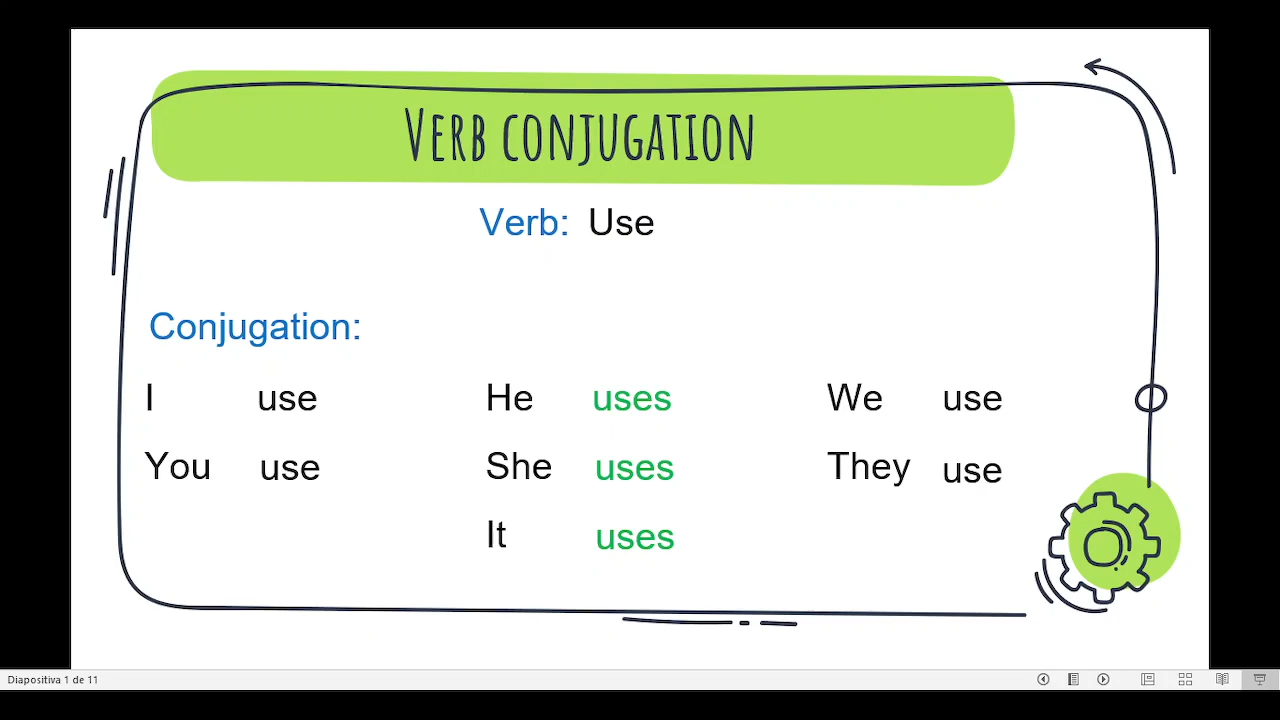 VERB CONJUGATION
Verb: Use
Conjugation:
I use He uses We use
You use She uses They use
It uses
Diapositiva 1 de 11